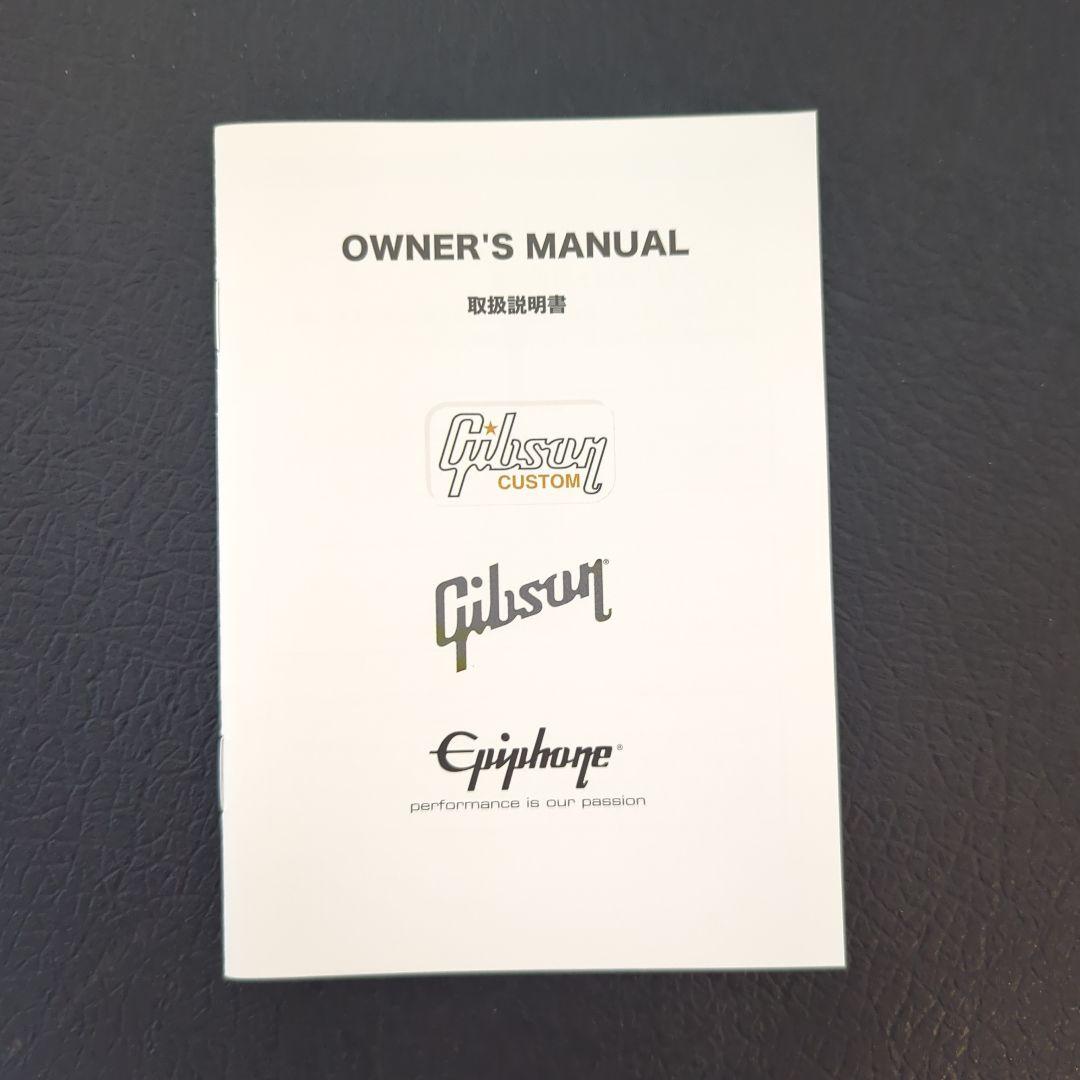 OWNER'S MANUAL
取扱説明書
Gibson
CUSTOM
Gibson®
Epiphone®
performance is our passion